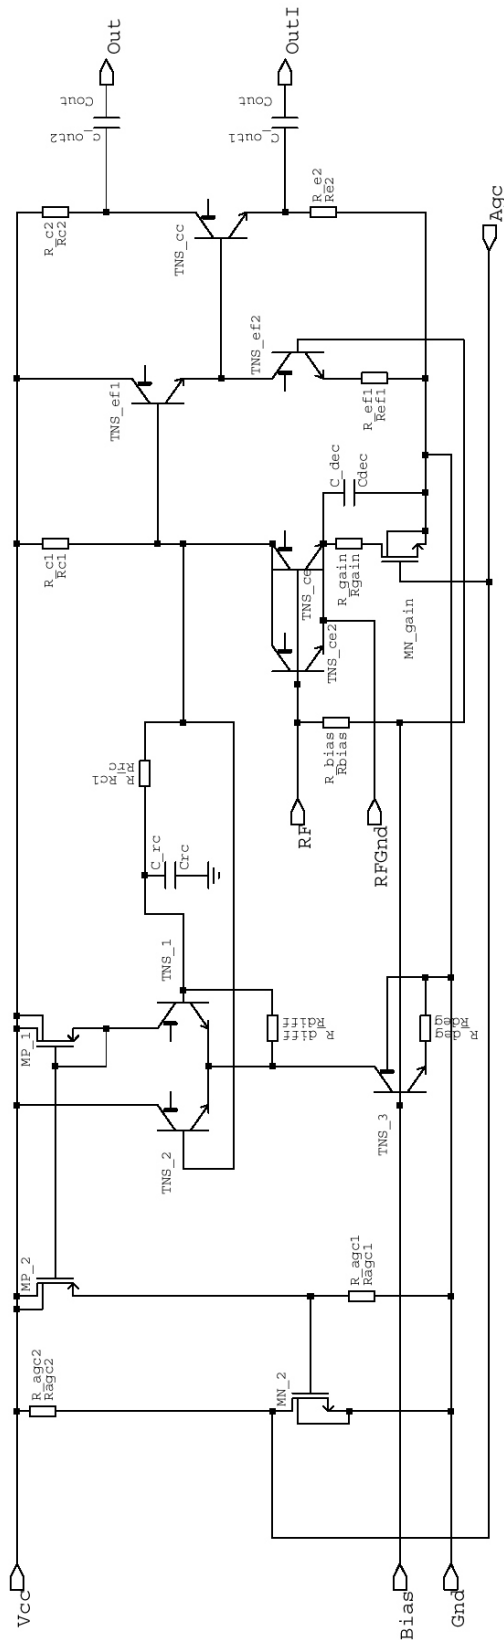 Out
Cout
C_out2
OutI
Cout
C_out1
R_c2
Rc2
TNS_cc
R_e2
Re2
Agc
TNS_ef1
TNS_ef2
R_ef1
Ref1
R_c1
Rc1
C_dec
Cdec
TNS_ce
R_gain
Rgain
MN_gain
TNS_ce2
R_Rc1
Rrc
R_bias
Rbias
RF
RFGnd
C_rc
Crc
TNS_1
MP_1
R_diff
Rdiff
R_deg
Rdeg
TNS_2
TNS_3
MP_2
R_agc1
Ragc1
R_agc2
Ragc2
MN_2
Vcc
Bias
Gnd